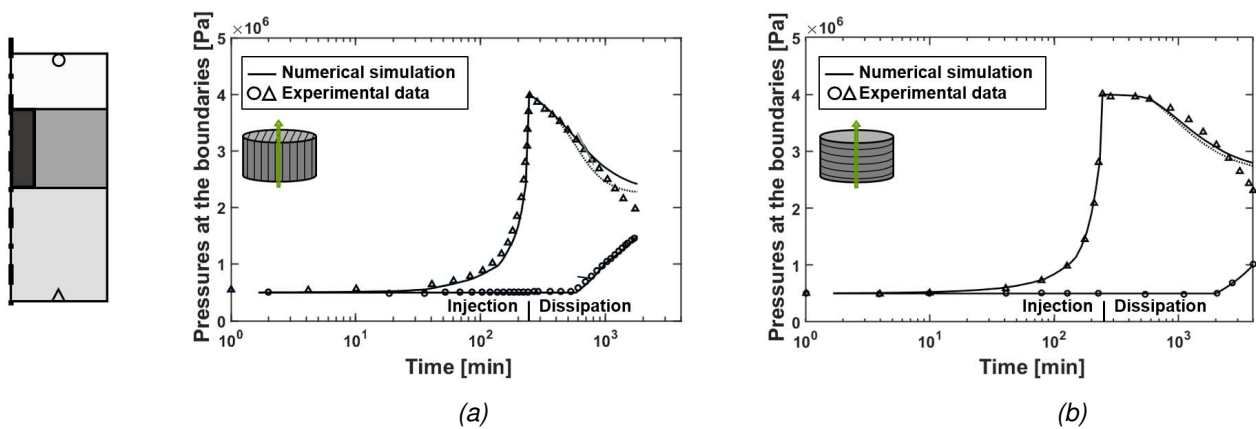 Pressures at the boundaries [Pa]
×10⁶
5
4
3
2
1
0
Numerical simulation
Experimental data
Injection
Dissipation
10⁰
10¹
10²
10³
Time [min]
(a)
Pressures at the boundaries [Pa]
×10⁶
5
4
3
2
1
0
Numerical simulation
Experimental data
Injection
Dissipation
10⁰
10¹
10²
10³
Time [min]
(b)